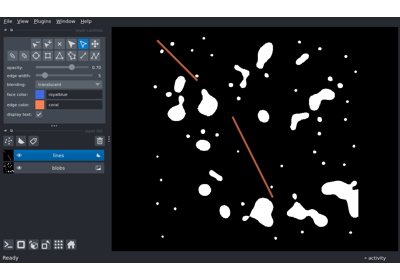 File View Plugins Window Help
opacity: 0.70
edge width: 5
blending: translucent
face color: royalblue
edge color: coral
display text: ✓
lines
blobs
Ready
activity